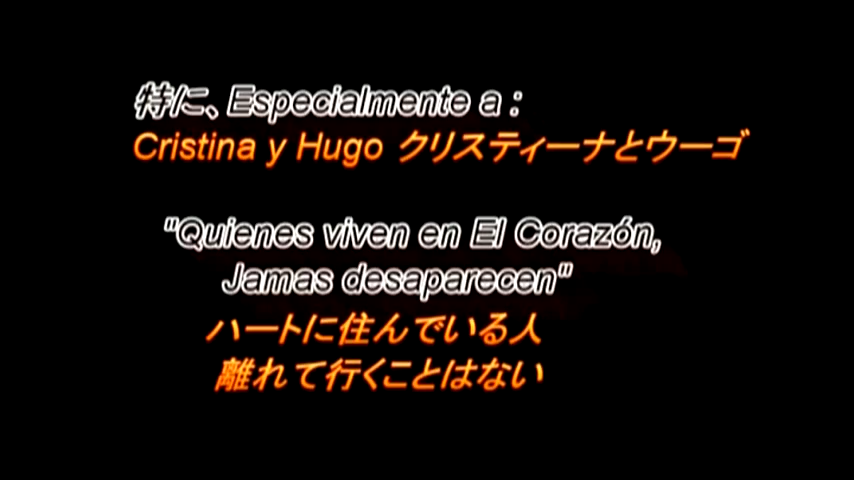 特に、Especialmente a :
Cristina y Hugo クリスティーナとウーゴ
"Quienes viven en El Corazón,
Jamas desaparecen"
ハートに住んでいる人
離れて行くことはない